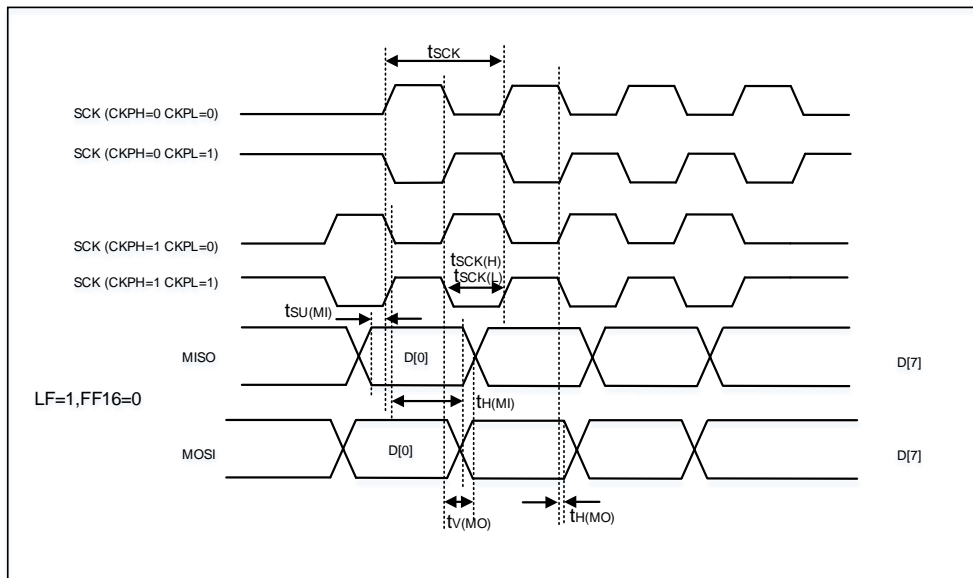 tSCK
SCK (CKPH=0 CKPL=0)
SCK (CKPH=0 CKPL=1)
SCK (CKPH=1 CKPL=0)
tSCK(H)
tSCK(L)
SCK (CKPH=1 CKPL=1)
tSU(MI)
MISO
D[0]
D[7]
LF=1,FF16=0
tH(MI)
MOSI
D[0]
D[7]
tV(MO)
tH(MO)